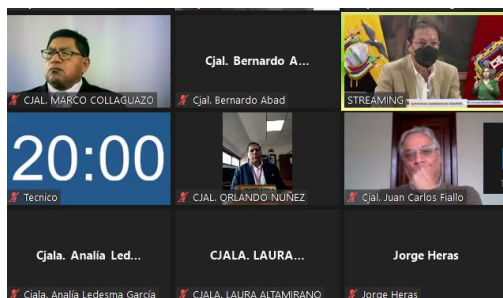 Cjal. Bernardo A...
CJAL. MARCO COLLAGUAZO
Cjal. Bernardo Abad
STREAMING
20:00
Tecnico
CJAL. ORLANDO NUÑEZ
Cjal. Juan Carlos Fiallo
Cjala. Analía Led...
CJALA. LAURA...
Jorge Heras
Cjala. Analía Ledesma García
CJALA. LAURA ALTAMIRANO
Jorge Heras